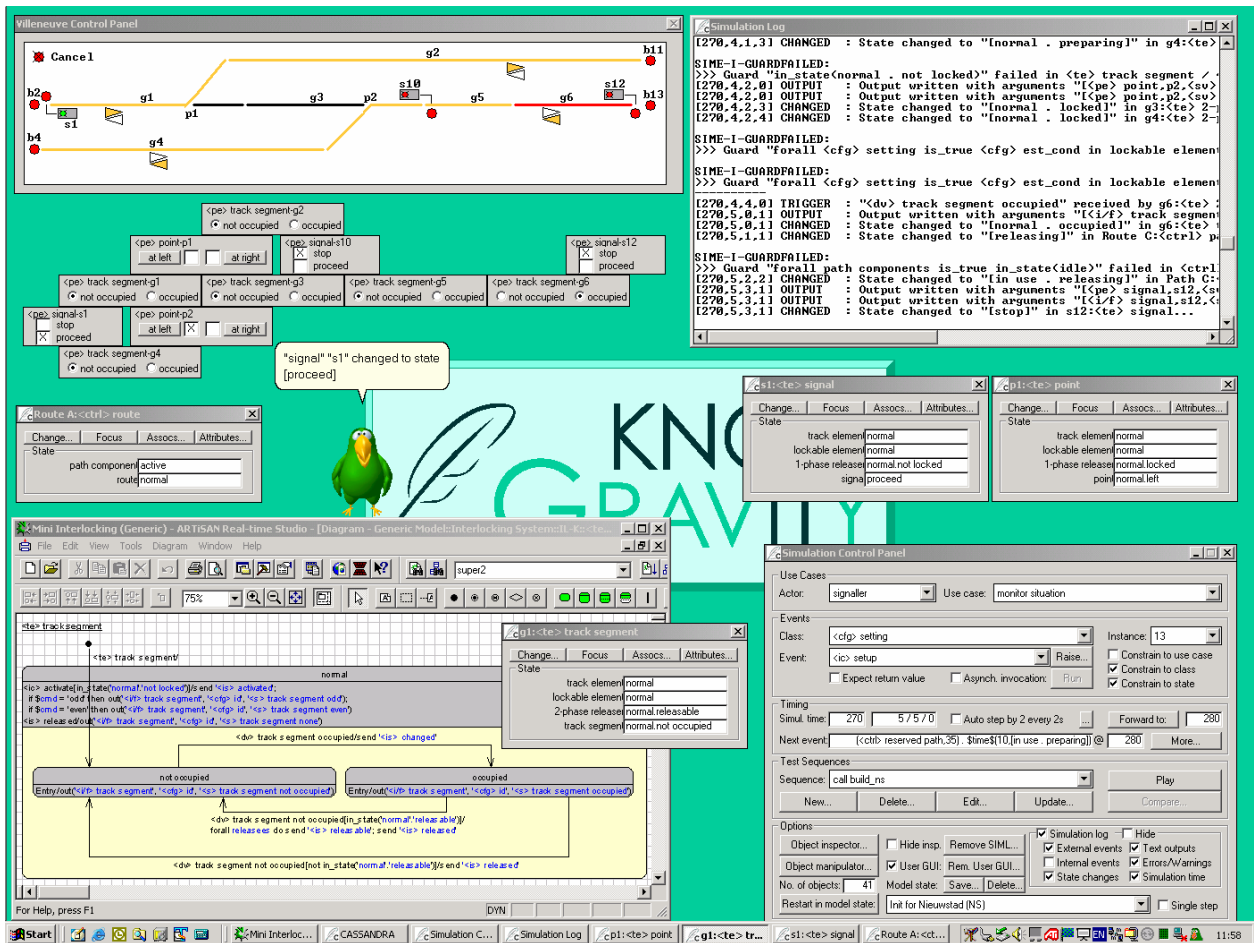 Villeneuve Control Panel
Cancel
g2
b11
b2
g1
s1
p1
g3
p2
s10
g5
s12
g6
b13
b4
g4
<pe> track segment-g2
not occupied occupied
<pe> point-p1
at left at right
<pe> signal-s10
stop
proceed
<pe> signal-s12
stop
proceed
<pe> track segment-g1
not occupied occupied
<pe> track segment-g3
not occupied occupied
<pe> track segment-g5
not occupied occupied
<pe> track segment-g6
not occupied occupied
<pe> signal-s1
stop
proceed
<pe> point-p2
at left at right
<pe> track segment-g4
not occupied occupied
"signal" "s1" changed to state
[proceed]
Simulation Log
[270,4,1,3] CHANGED : State changed to "[normal . preparing]" in g4:<te>
SIME-I-GUARDFAILED:
>>> Guard "in_state(normal . not locked)" failed in <te> track segment /
[270,4,2,0] OUTPUT : Output written with arguments "[<pe> point,p2,<sv>
[270,4,2,0] OUTPUT : Output written with arguments "[<pe> point,p2,<sv>
[270,4,2,3] CHANGED : State changed to "[normal . locked]" in g3:<te> 2-
[270,4,2,4] CHANGED : State changed to "[normal . locked]" in g4:<te> 2-
SIME-I-GUARDFAILED:
>>> Guard "forall <cfg> setting is_true <cfg> est_cond in lockable element
SIME-I-GUARDFAILED:
>>> Guard "forall <cfg> setting is_true <cfg> est_cond in lockable element
----------
[270,4,4,0] TRIGGER : "<dv> track segment occupied" received by g6:<te>
[270,5,0,1] OUTPUT : Output written with arguments "[<i/f> track segment
[270,5,0,1] CHANGED : State changed to "[normal . occupied]" in g6:<te>
[270,5,1,1] CHANGED : State changed to "[releasing]" in Route C:<ctrl> pa
SIME-I-GUARDFAILED:
>>> Guard "forall path components is_true in_state(idle)" failed in <ctrl
[270,5,2,2] CHANGED : State changed to "[in use . releasing]" in Path C:
[270,5,3,1] OUTPUT : Output written with arguments "[<pe> signal,s12,<sv
[270,5,3,1] OUTPUT : Output written with arguments "[<i/f> signal,s12,<s
[270,5,3,1] CHANGED : State changed to "[stop]" in s12:<te> signal...
KNO
GRAVITY
Route A:<ctrl> route
Change... Focus Assocs... Attributes...
State
path component active
route normal
s1:<te> signal
Change... Focus Assocs... Attributes...
State
track element normal
lockable element normal
1-phase releaser normal.not locked
signal proceed
p1:<te> point
Change... Focus Assocs... Attributes...
State
track element normal
lockable element normal
1-phase releaser normal.locked
point normal.left
Mini Interlocking (Generic) - ARTiSAN Real-time Studio - [Diagram - Generic Model::Interlocking System::IL-K::<te...
File Edit View Tools Diagram Window Help
super2
75%
<te> track segment
<te> track segment/
normal
<ic> activate[in_state('normal'.'not locked')]/send '<is> activated';
if $cmd = 'odd' then out('<i/f> track segment', '<cfg> id', '<s> track segment odd');
if $cmd = 'even' then out('<i/f> track segment', '<cfg> id', '<s> track segment even')
<is> released/out('<i/f> track segment', '<cfg> id', '<s> track segment none')
<dv> track segment occupied/send '<is> changed'
not occupied
Entry/out('<i/f> track segment', '<cfg> id', '<s> track segment not occupied')
occupied
Entry/out('<i/f> track segment', '<cfg> id', '<s> track segment occupied')
<dv> track segment not occupied[in_state('normal'.'releasable')]/
forall releasees do send '<is> releasable'; send '<is> released'
<dv> track segment not occupied[not in_state('normal'.'releasable')]/send '<is> released'
For Help, press F1
DYN
g1:<te> track segment
Change... Focus Assocs... Attributes...
State
track element normal
lockable element normal
2-phase releaser normal.releasable
track segment normal.not occupied
Simulation Control Panel
Use Cases
Actor: signaller Use case: monitor situation
Events
Class: <cfg> setting Instance: 13
Event: <ic> setup Raise... Constrain to use case
Constrain to class
Expect return value Asynch. invocation: Run Constrain to state
Timing
Simul. time: 270 5 / 5 / 0 Auto step by 2 every 2s ... Forward to: 280
Next event: (<ctrl> reserved path,35) . $time$(10,[in use . preparing]) @ 280 More...
Test Sequences
Sequence: call build_ns Play
New... Delete... Edit... Update... Compare...
Options
Object inspector... Hide insp. Remove SIML... Simulation log Hide
External events Text outputs
Object manipulator... User GUI: Rem. User GUI... Internal events Errors/Warnings
No. of objects: 41 Model state: Save... Delete... State changes Simulation time
Restart in model state: Init for Nieuwstad (NS) Single step
Start Mini Interloc... CASSANDRA Simulation C... Simulation Log p1:<te> point g1:<te> tr... s1:<te> signal Route A:<ct... EN 11:58